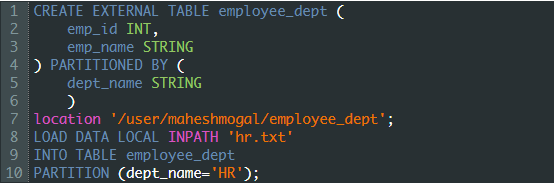 1 CREATE EXTERNAL TABLE employee_dept (
2 emp_id INT,
3 emp_name STRING
4 ) PARTITIONED BY (
5 dept_name STRING
6 )
7 location '/user/maheshmogal/employee_dept';
8 LOAD DATA LOCAL INPATH 'hr.txt'
9 INTO TABLE employee_dept
10 PARTITION (dept_name='HR');